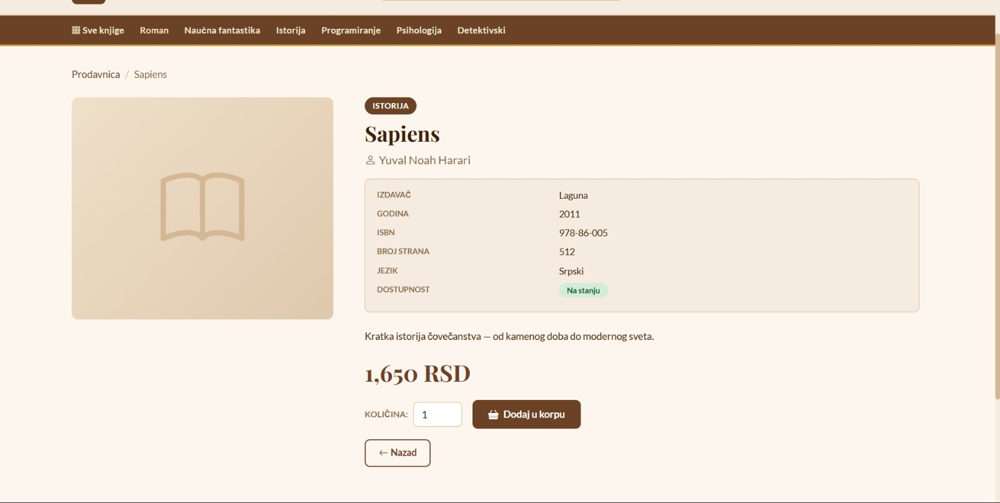 Sve knjige Roman Naučna fantastika Istorija Programiranje Psihologija Detektivski
Prodavnica / Sapiens
ISTORIJA
Sapiens
Yuval Noah Harari
IZDAVAČ Laguna
GODINA 2011
ISBN 978-86-005
BROJ STRANA 512
JEZIK Srpski
DOSTUPNOST Na stanju
Kratka istorija čovečanstva — od kamenog doba do modernog sveta.
1,650 RSD
KOLIČINA: 1 Dodaj u korpu
← Nazad